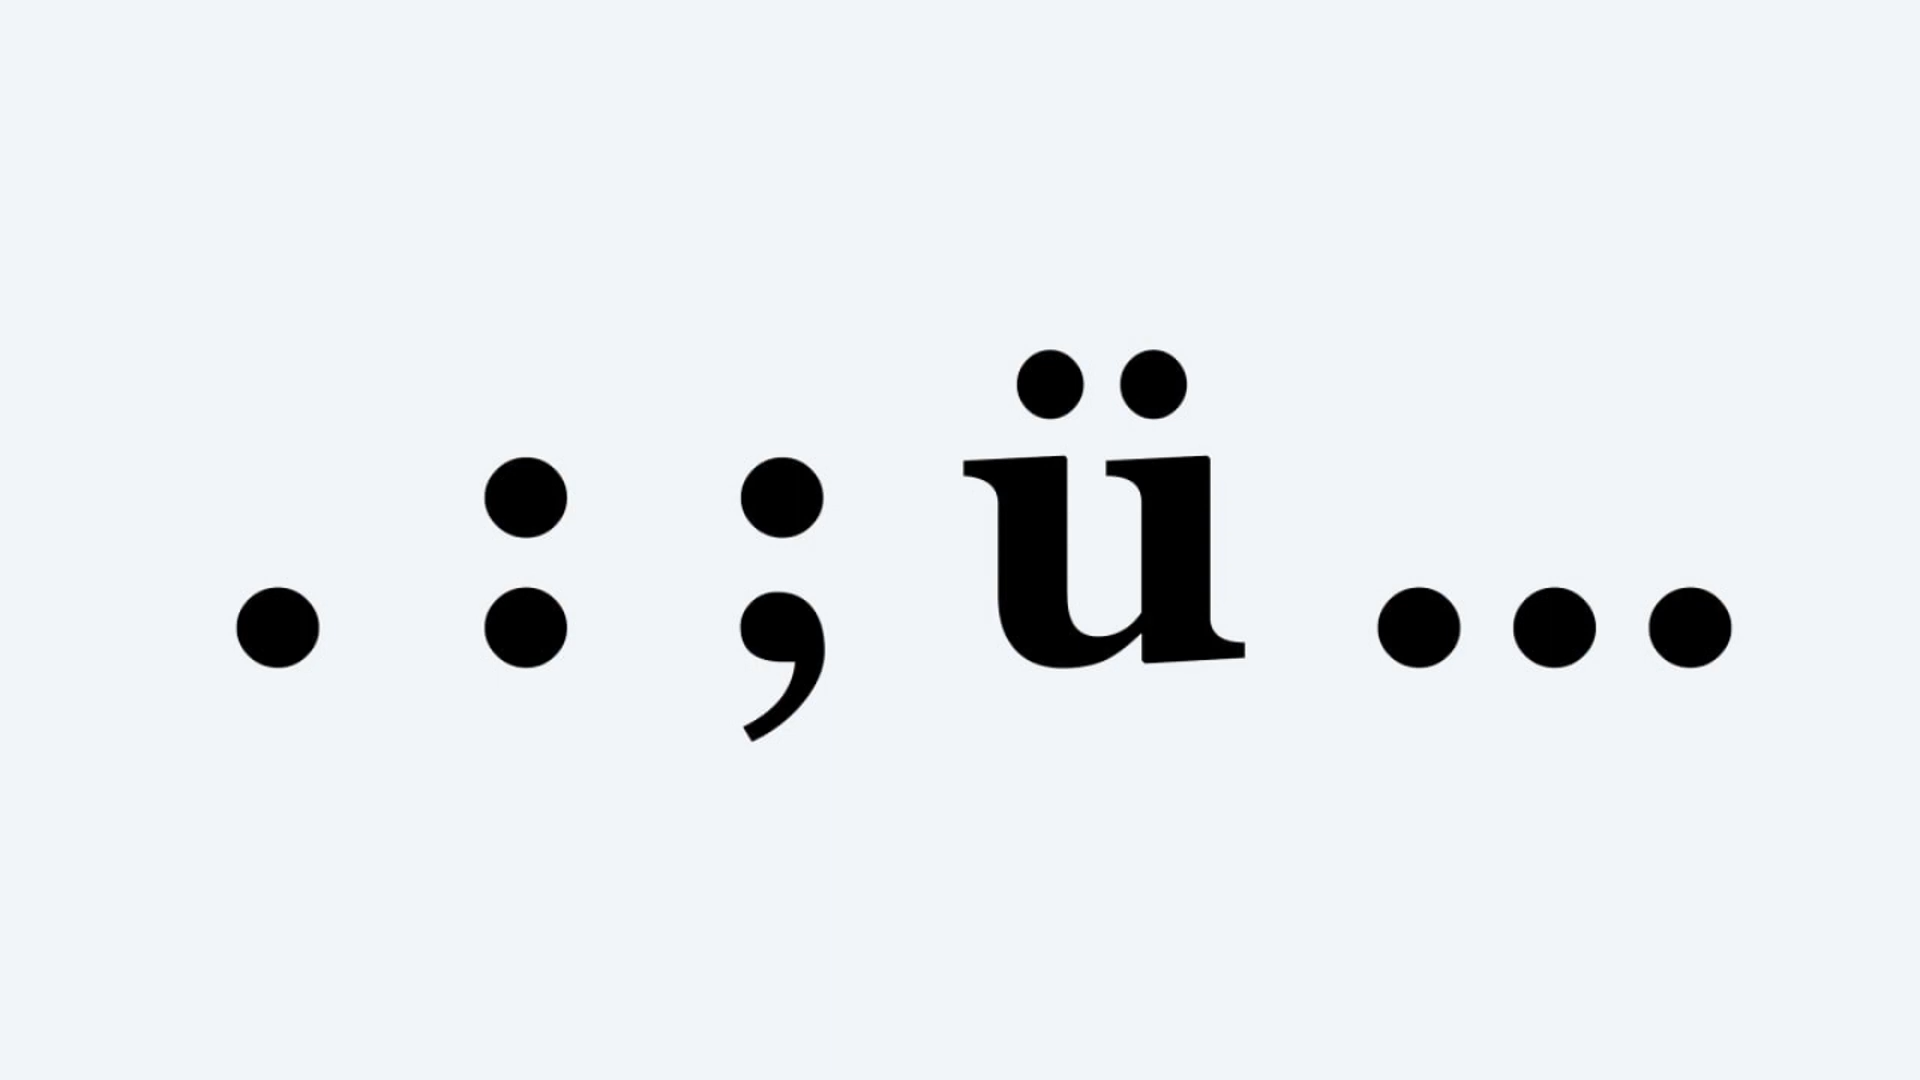 . : ; ü ...